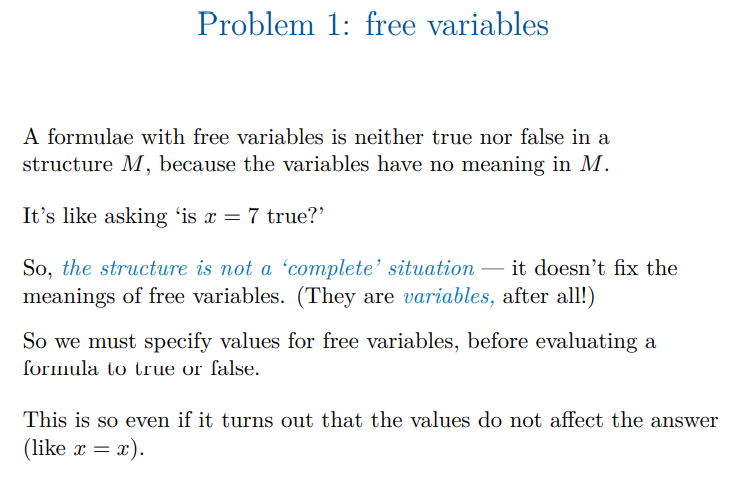 Problem 1: free variables
A formulae with free variables is neither true nor false in a
structure M, because the variables have no meaning in M.
It's like asking ‘is x = 7 true?’
So, the structure is not a ‘complete’ situation — it doesn't fix the
meanings of free variables. (They are variables, after all!)
So we must specify values for free variables, before evaluating a
formula to true or false.
This is so even if it turns out that the values do not affect the answer
(like x = x).